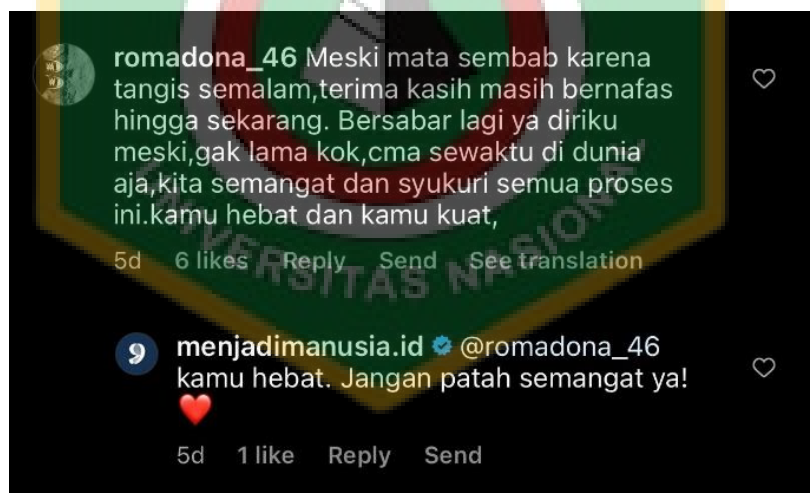 romadona_46 Meski mata sembab karena
tangis semalam,terima kasih masih bernafas
hingga sekarang. Bersabar lagi ya diriku
meski,gak lama kok,cma sewaktu di dunia
aja,kita semangat dan syukuri semua proses
ini.kamu hebat dan kamu kuat,
5d 6 likes Reply Send See translation
UNIVERSITAS NASIONAL
menjadimanusia.id @romadona_46
kamu hebat. Jangan patah semangat ya!
❤️
5d 1 like Reply Send